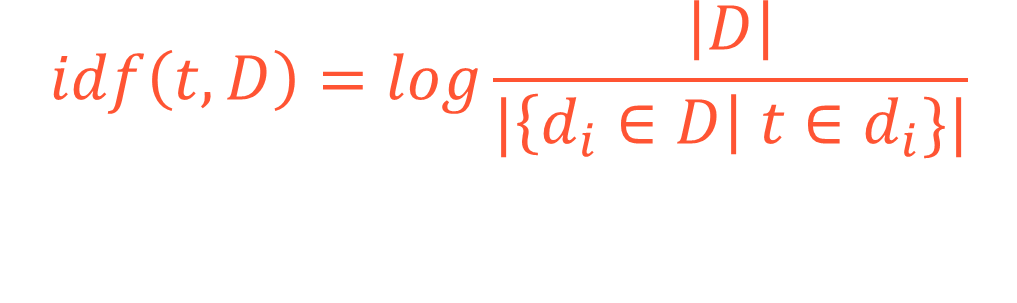 idf(t, D) = log |D| / |{d_i ∈ D| t ∈ d_i}|